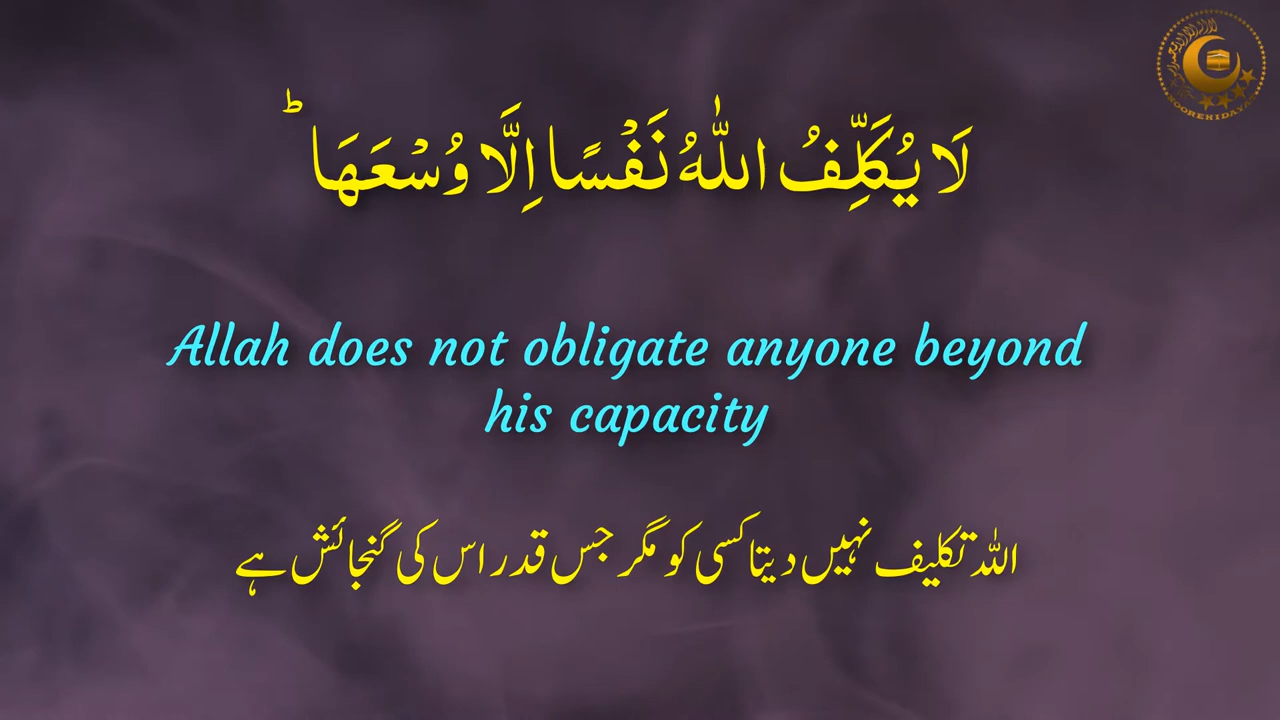 لَا يُكَلِّفُ اللّٰهُ نَفْسًا اِلَّا وُسْعَهَا ؕ
Allah does not obligate anyone beyond
his capacity
اللہ تکلیف نہیں دیتا کسی کو مگر جس قدر اس کی گنجائش ہے